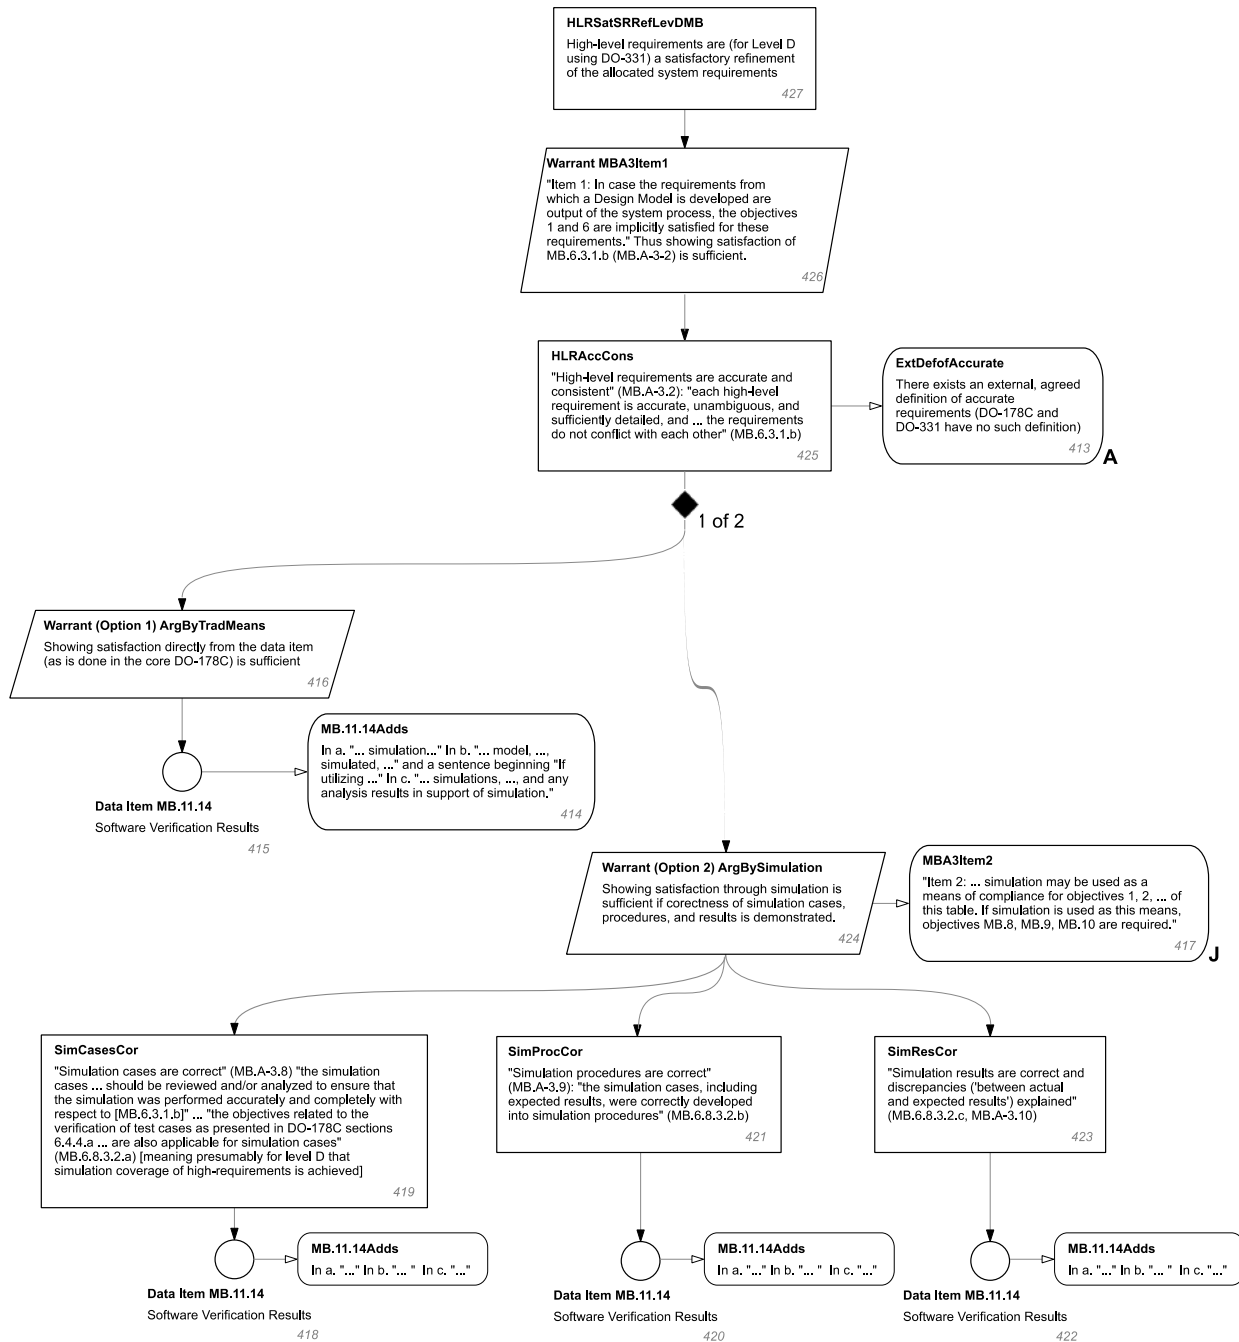 HLRSatSRRefLevDMB
High-level requirements are (for Level D
using DO-331) a satisfactory refinement
of the allocated system requirements
427
Warrant MBA3Item1
"Item 1: In case the requirements from
which a Design Model is developed are
output of the system process, the objectives
1 and 6 are implicitly satisfied for these
requirements." Thus showing satisfaction of
MB.6.3.1.b (MB.A-3-2) is sufficient.
426
HLRAccCons
"High-level requirements are accurate and
consistent" (MB.A-3.2): "each high-level
requirement is accurate, unambiguous, and
sufficiently detailed, and ... the requirements
do not conflict with each other" (MB.6.3.1.b)
425
ExtDefofAccurate
There exists an external, agreed
definition of accurate
requirements (DO-178C and
DO-331 have no such definition)
413
A
1 of 2
Warrant (Option 1) ArgByTradMeans
Showing satisfaction directly from the data item
(as is done in the core DO-178C) is sufficient
416
MB.11.14Adds
In a. "... simulation..." In b. "... model, ...,
simulated, ..." and a sentence beginning "If
utilizing ..." In c. "... simulations, ..., and any
analysis results in support of simulation."
414
Data Item MB.11.14
Software Verification Results
415
Warrant (Option 2) ArgBySimulation
Showing satisfaction through simulation is
sufficient if corectness of simulation cases,
procedures, and results is demonstrated.
424
MBA3Item2
"Item 2: ... simulation may be used as a
means of compliance for objectives 1, 2, ... of
this table. If simulation is used as this means,
objectives MB.8, MB.9, MB.10 are required."
417
J
SimCasesCor
"Simulation cases are correct" (MB.A-3.8) "the simulation
cases ... should be reviewed and/or analyzed to ensure that
the simulation was performed accurately and completely with
respect to [MB.6.3.1.b]" ... "the objectives related to the
verification of test cases as presented in DO-178C sections
6.4.4.a ... are also applicable for simulation cases"
(MB.6.8.3.2.a) [meaning presumably for level D that
simulation coverage of high-requirements is achieved]
419
SimProcCor
"Simulation procedures are correct"
(MB.A-3.9): "the simulation cases, including
expected results, were correctly developed
into simulation procedures" (MB.6.8.3.2.b)
421
SimResCor
"Simulation results are correct and
discrepancies ('between actual
and expected results') explained"
(MB.6.8.3.2.c, MB.A-3.10)
423
MB.11.14Adds
In a. "..." In b. "... " In c. "..."
Data Item MB.11.14
Software Verification Results
418
MB.11.14Adds
In a. "..." In b. "... " In c. "..."
Data Item MB.11.14
Software Verification Results
420
MB.11.14Adds
In a. "..." In b. "... " In c. "..."
Data Item MB.11.14
Software Verification Results
422